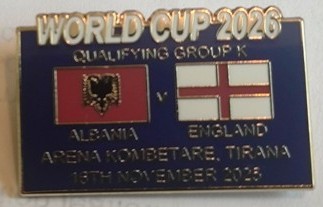 WORLD CUP 2026
QUALIFYING GROUP K
V
ALBANIA ENGLAND
ARENA KOMBETARE, TIRANA
16TH NOVEMBER 2025